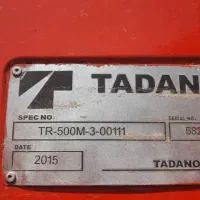 TADANO
SPEC NO. SERIAL NO.
TR-500M-3-00111 582
DATE
2015 TADANO